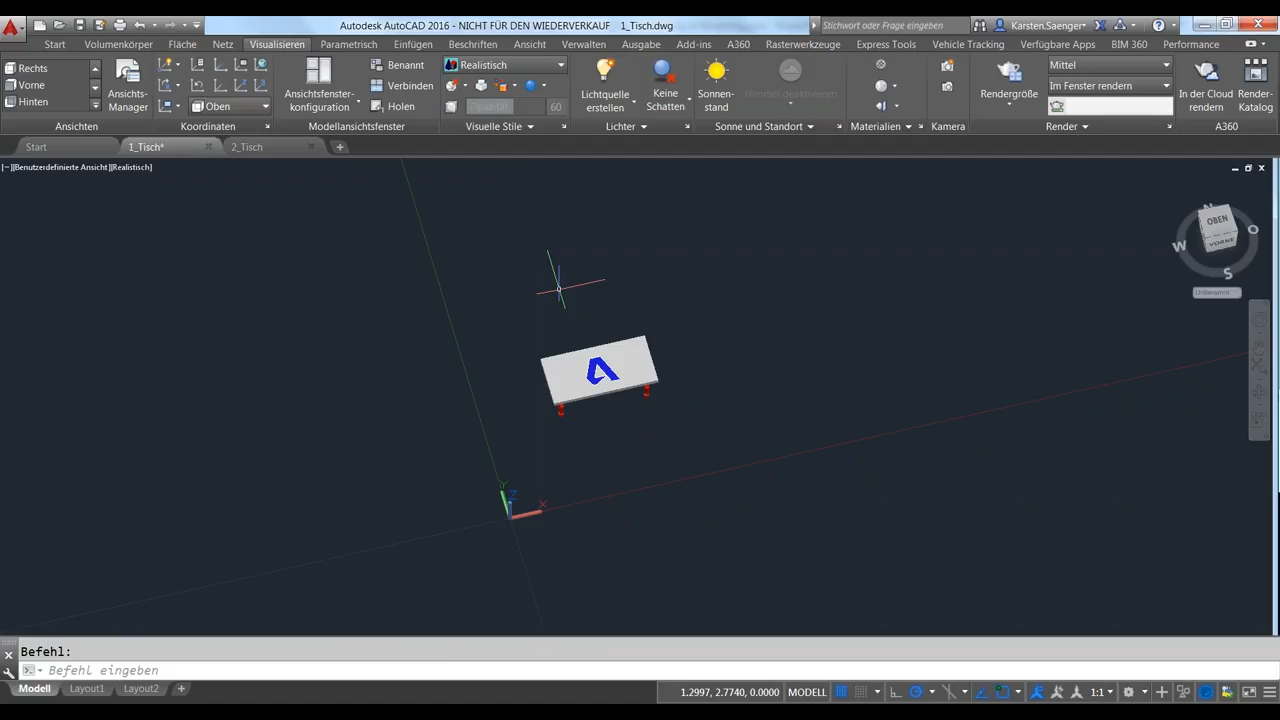 Autodesk AutoCAD 2016 - NICHT FÜR DEN WIEDERVERKAUF 1_Tisch.dwg
Stichwort oder Frage eingeben
Karsten.Saenger
Start Volumenkörper Fläche Netz Visualisieren Parametrisch Einfügen Beschriften Ansicht Verwalten Ausgabe Add-ins A360 Rasterwerkzeuge Express Tools Vehicle Tracking Verfügbare Apps BIM 360 Performance
Rechts
Vorne
Hinten
Ansichts-
Manager
Oben
Ansichtsfenster-
konfiguration
Benannt
Verbinden
Holen
Realistisch
Opazität 60
Lichtquelle
erstellen
Keine
Schatten
Sonnen-
stand
Himmel deaktivieren
Rendergröße
Mittel
Im Fenster rendern
In der Cloud
rendern
Render-
Katalog
Ansichten Koordinaten Modellansichtsfenster Visuelle Stile Lichter Sonne und Standort Materialien Kamera Render A360
Start 1_Tisch* 2_Tisch
[−][Benutzerdefinierte Ansicht][Realistisch]
N
OBEN
VORNE
W
O
S
Unbenannt
Y
Z
X
Befehl:
Befehl eingeben
Modell Layout1 Layout2
1.2997, 2.7740, 0.0000 MODELL 1:1